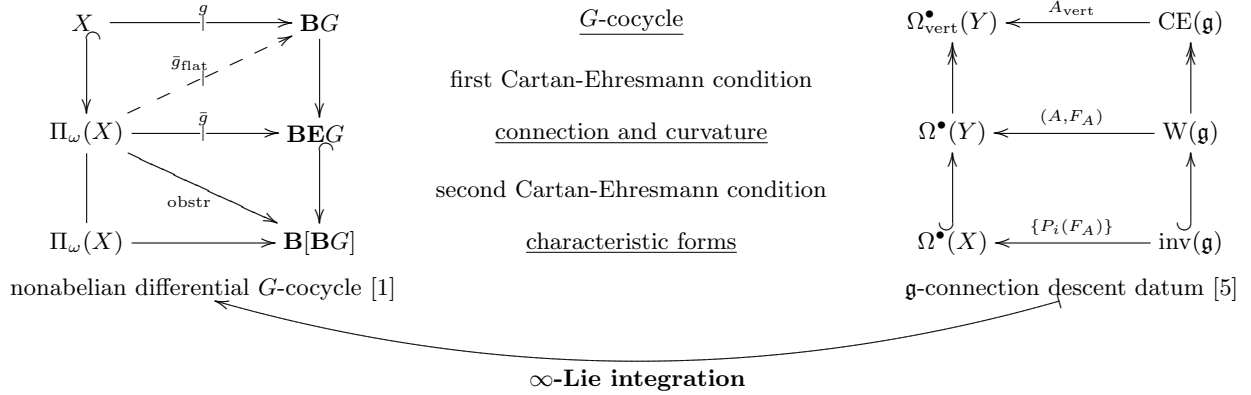 X g BG G-cocycle Ω•vert(Y) Avert CE(𝔤)
ḡflat first Cartan-Ehresmann condition
Πω(X) ḡ BEG connection and curvature Ω•(Y) (A,FA) W(𝔤)
obstr second Cartan-Ehresmann condition
Πω(X) B[BG] characteristic forms Ω•(X) {Pi(FA)} inv(𝔤)
nonabelian differential G-cocycle [1] 𝔤-connection descent datum [5]
∞-Lie integration